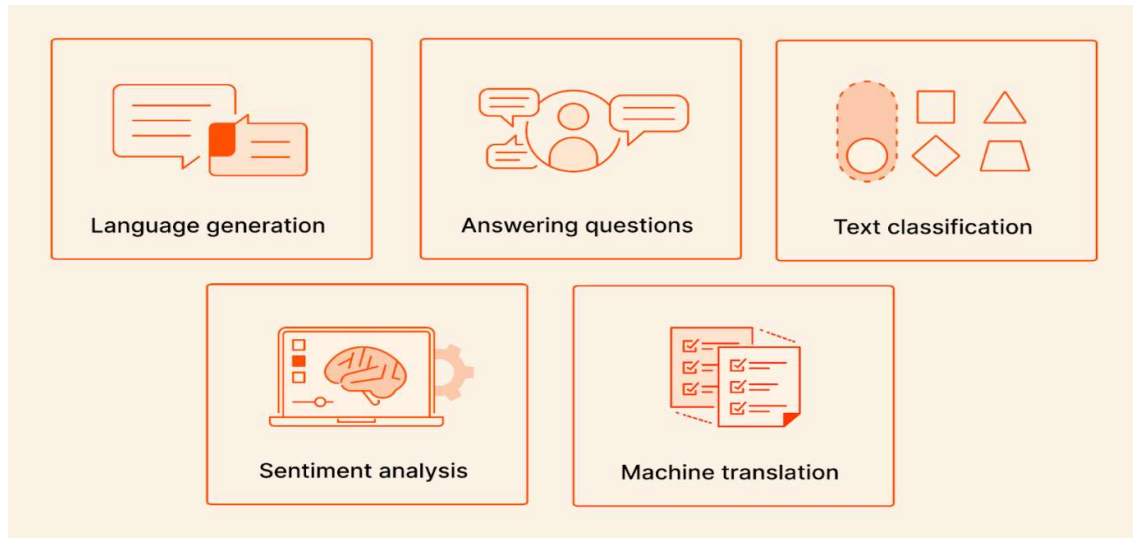 Language generation
Answering questions
Text classification
Sentiment analysis
Machine translation